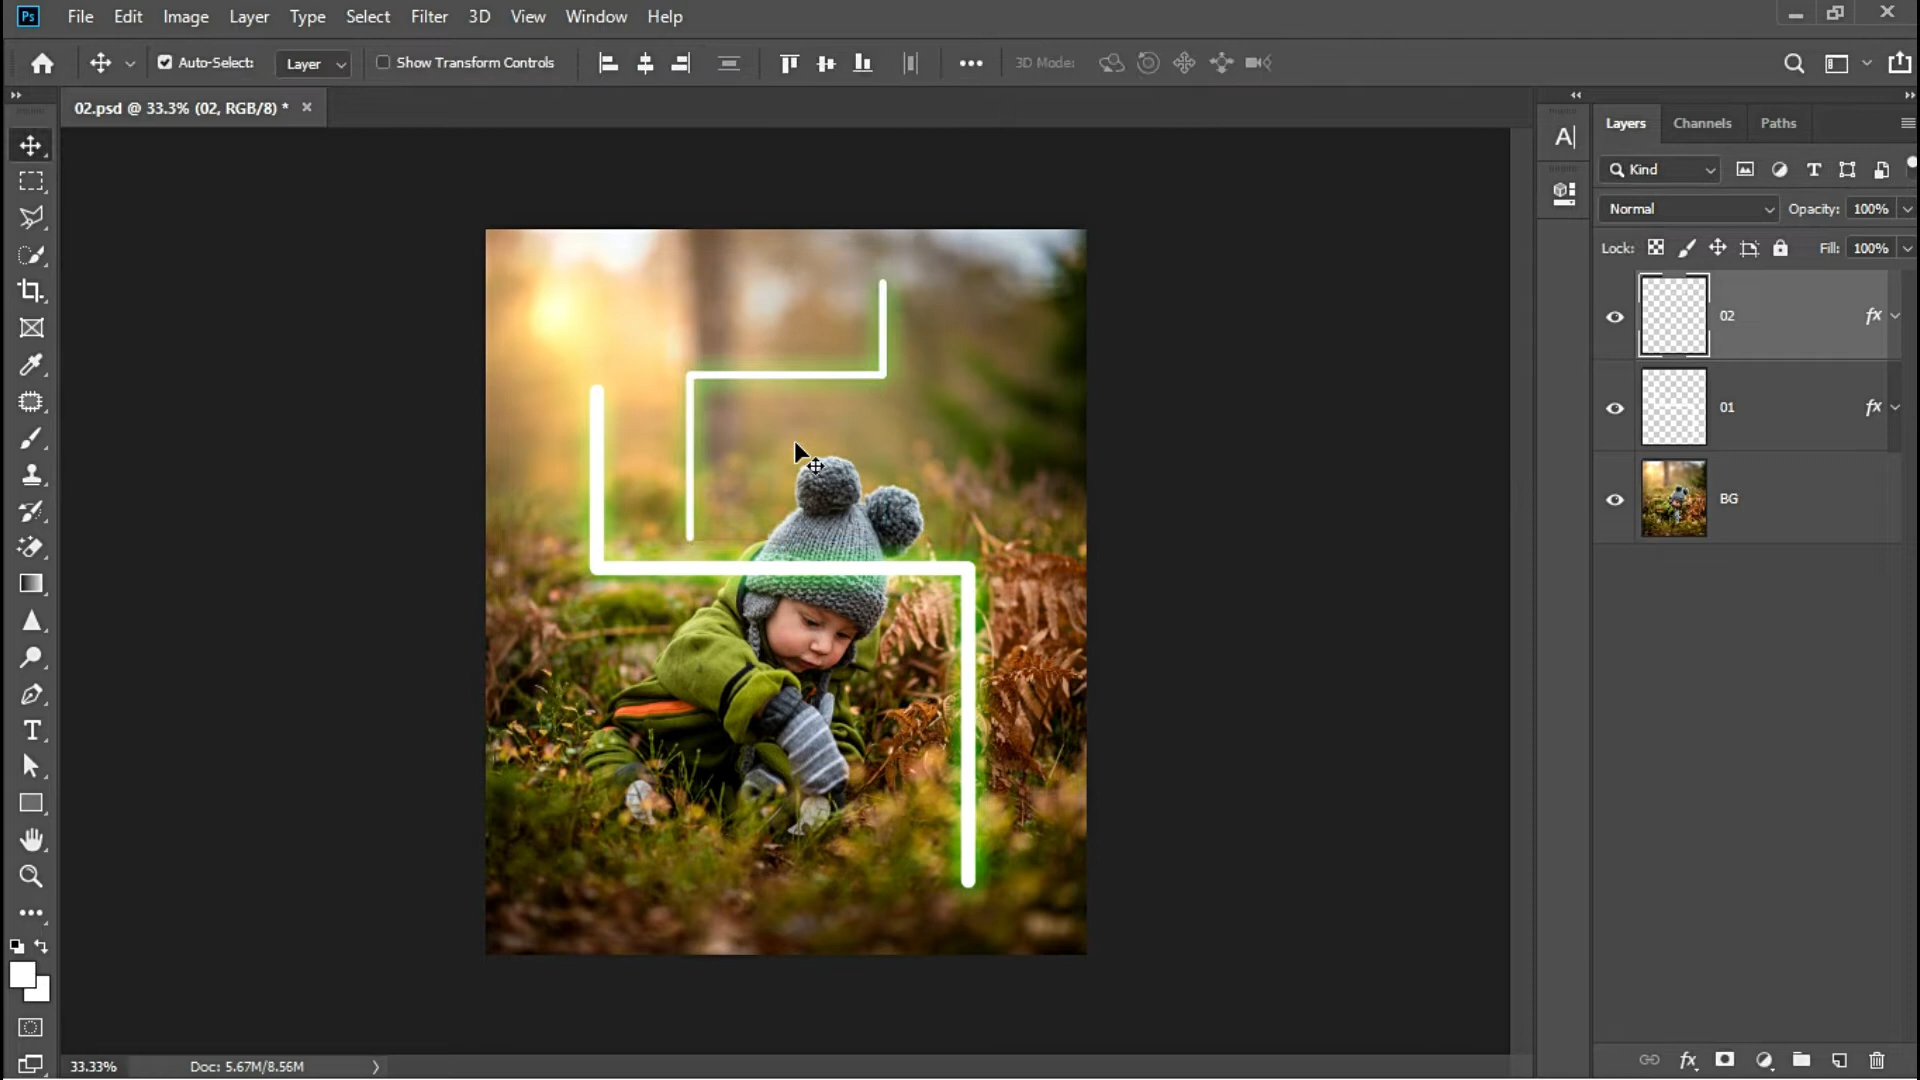 Ps File Edit Image Layer Type Select Filter 3D View Window Help
Auto-Select: Layer Show Transform Controls 3D Mode:
02.psd @ 33.3% (02, RGB/8) *
Layers Channels Paths
Kind
Normal Opacity: 100%
Lock: Fill: 100%
02 fx
01 fx
BG
33.33% Doc: 5.67M/8.56M